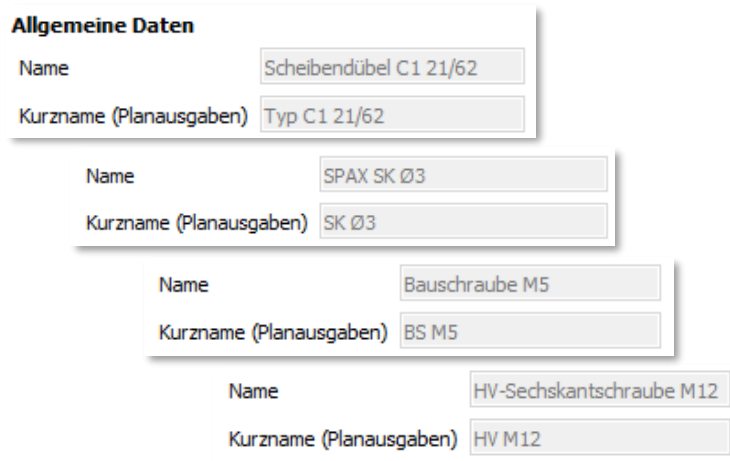 Allgemeine Daten
Name Scheibendübel C1 21/62
Kurzname (Planausgaben) Typ C1 21/62
Name SPAX SK Ø3
Kurzname (Planausgaben) SK Ø3
Name Bauschraube M5
Kurzname (Planausgaben) BS M5
Name HV-Sechskantschraube M12
Kurzname (Planausgaben) HV M12